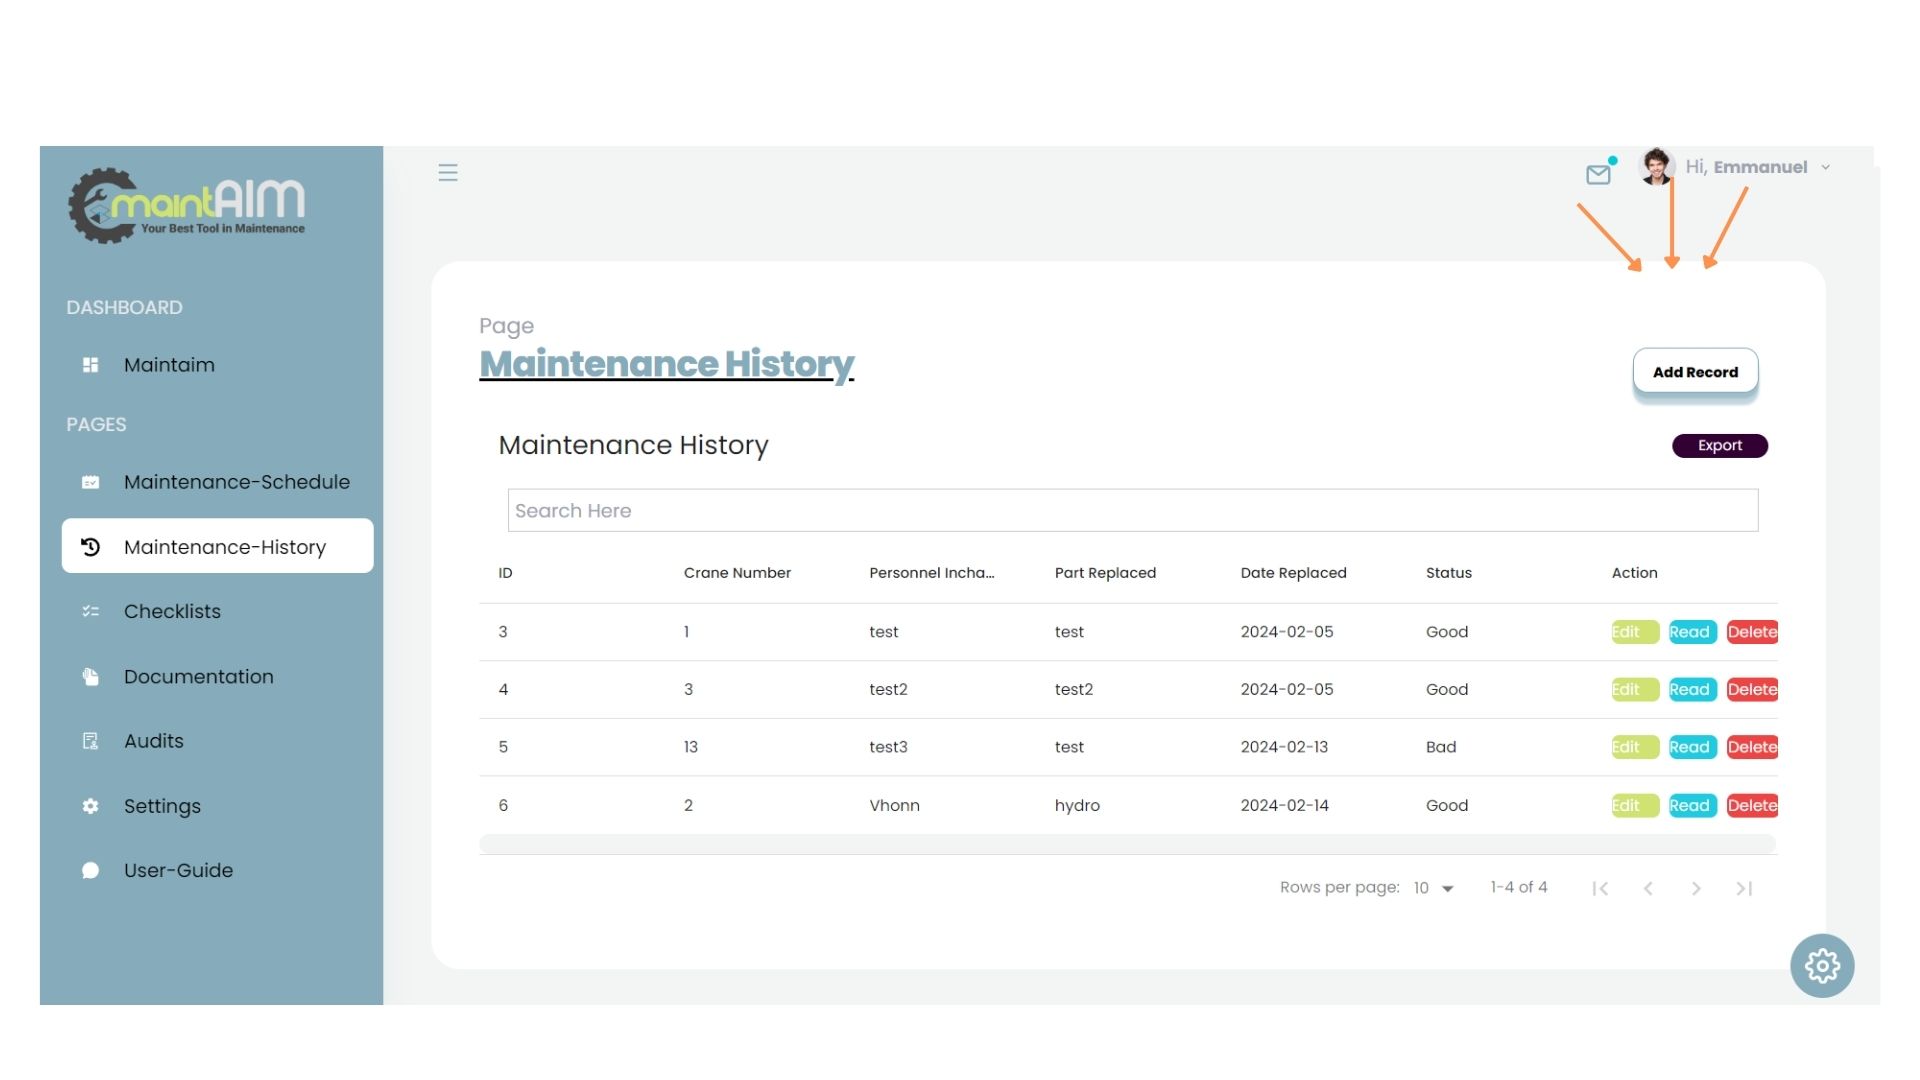 maintAIM
Your Best Tool in Maintenance
Hi, Emmanuel
DASHBOARD
Maintaim
PAGES
Maintenance-Schedule
Maintenance-History
Checklists
Documentation
Audits
Settings
User-Guide
Page
Maintenance History
Add Record
Maintenance History
Export
Search Here
ID Crane Number Personnel Incha... Part Replaced Date Replaced Status Action
3 1 test test 2024-02-05 Good Edit Read Delete
4 3 test2 test2 2024-02-05 Good Edit Read Delete
5 13 test3 test 2024-02-13 Bad Edit Read Delete
6 2 Vhonn hydro 2024-02-14 Good Edit Read Delete
Rows per page: 10 1-4 of 4